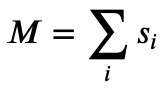 M = ∑_i s_i